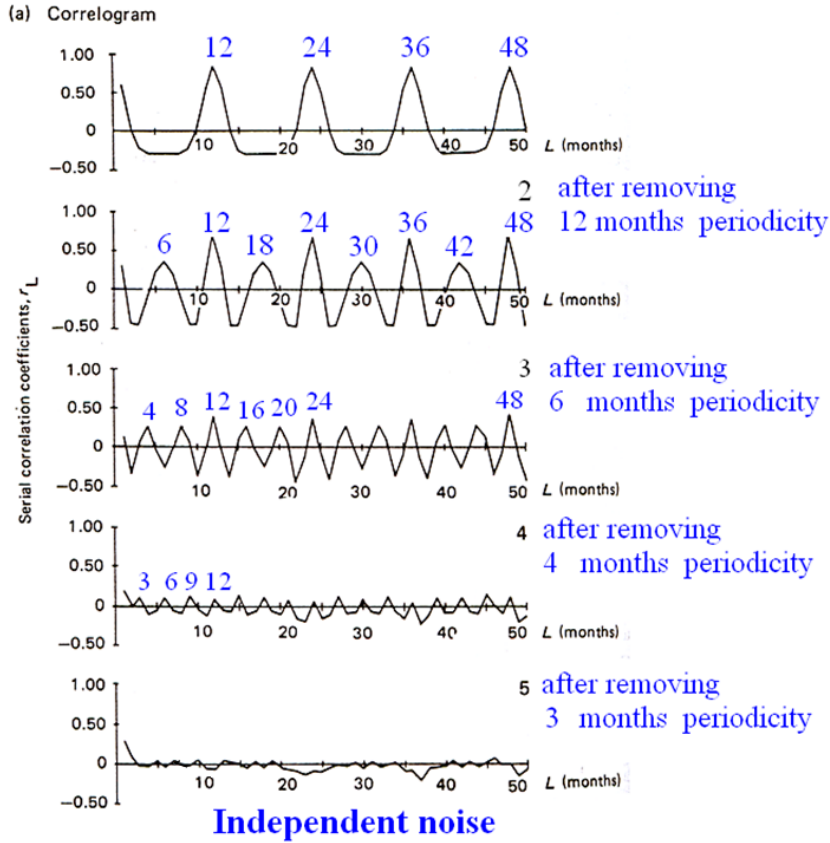 (a) Correlogram
12 24 36 48
1.00
0.50
0
−0.50
10 20 30 40 50 L (months)
2 after removing
12 months periodicity
1.00
0.50
0
−0.50
6 12 18 24 30 36 42 48
10 20 30 40 50 L (months)
Serial correlation coefficients, rL
3 after removing
6 months periodicity
1.00
0.50
0
−0.50
4 8 12 16 20 24 48
10 20 30 40 50 L (months)
4 after removing
4 months periodicity
1.00
0.50
0
−0.50
3 6 9 12
10 20 30 40 50 L (months)
5 after removing
3 months periodicity
1.00
0.50
0
−0.50
10 20 30 40 50 L (months)
Independent noise